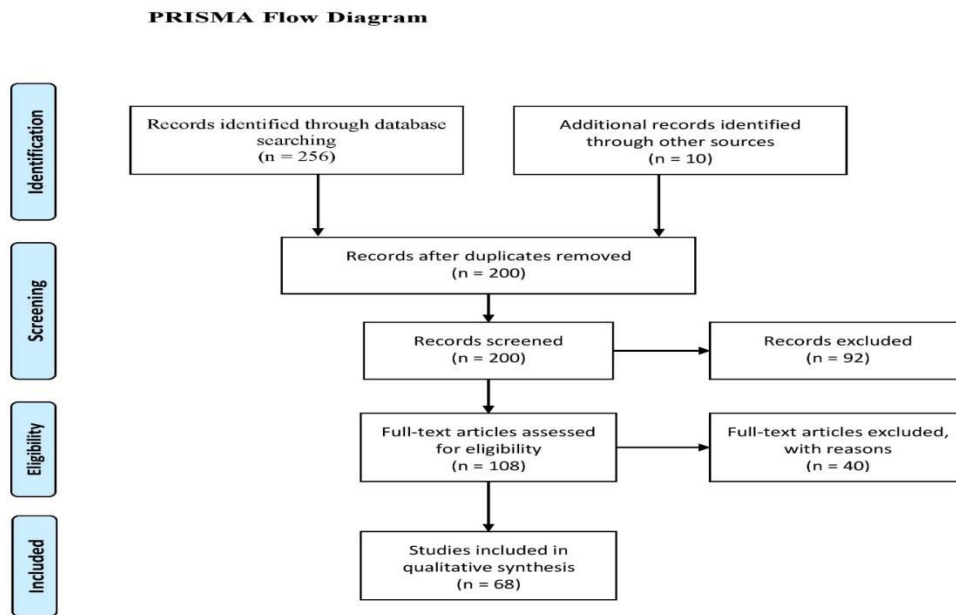 PRISMA Flow Diagram
Identification
Records identified through database
searching
(n = 256)
Additional records identified
through other sources
(n = 10)
Screening
Records after duplicates removed
(n = 200)
Records screened
(n = 200)
Records excluded
(n = 92)
Eligibility
Full-text articles assessed
for eligibility
(n = 108)
Full-text articles excluded,
with reasons
(n = 40)
Included
Studies included in
qualitative synthesis
(n = 68)